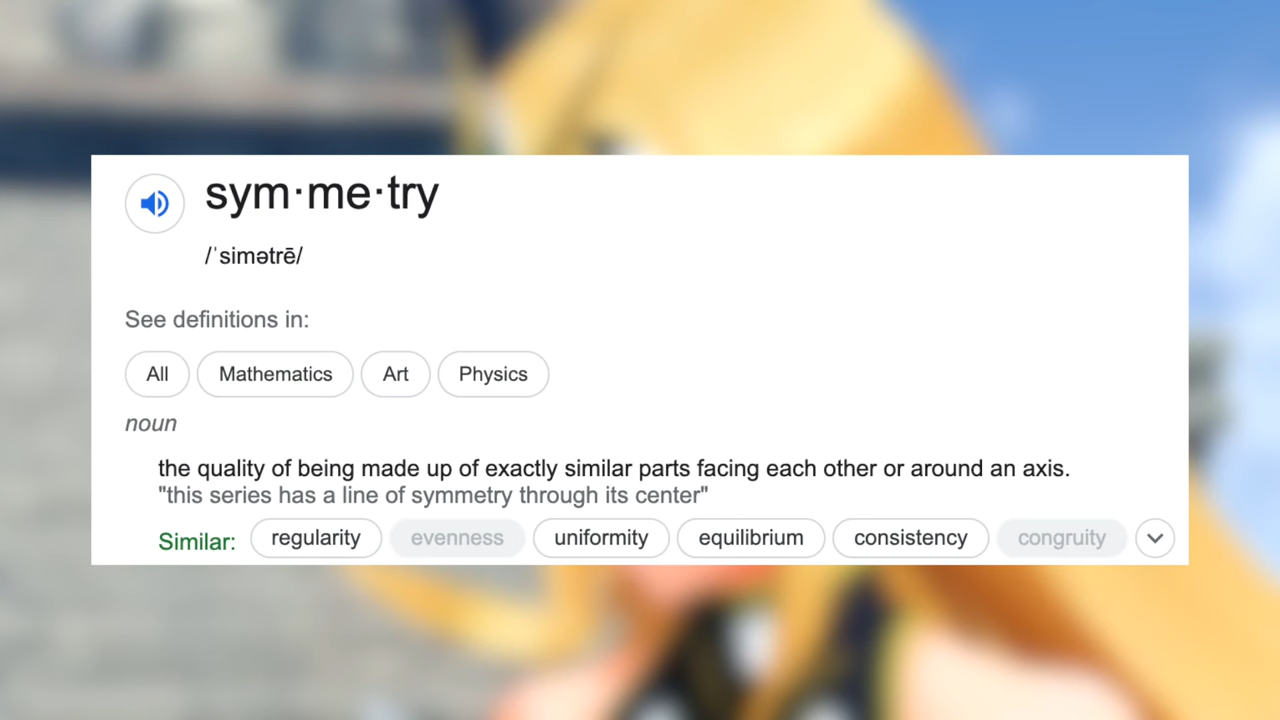 sym·me·try
/ˈsimətrē/
See definitions in:
All Mathematics Art Physics
noun
the quality of being made up of exactly similar parts facing each other or around an axis.
"this series has a line of symmetry through its center"
Similar: regularity evenness uniformity equilibrium consistency congruity